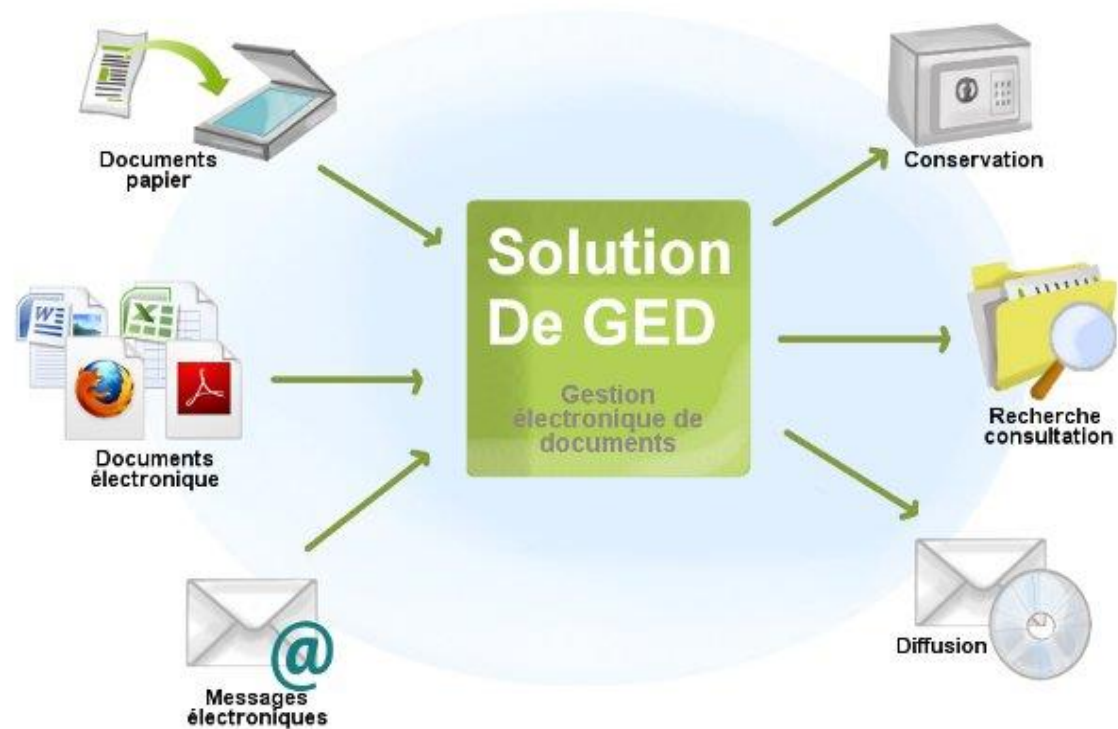 Documents
papier
Conservation
Solution
De GED
Gestion
électronique de
documents
W
X
Documents
électronique
Recherche
consultation
@
Messages
électroniques
Diffusion